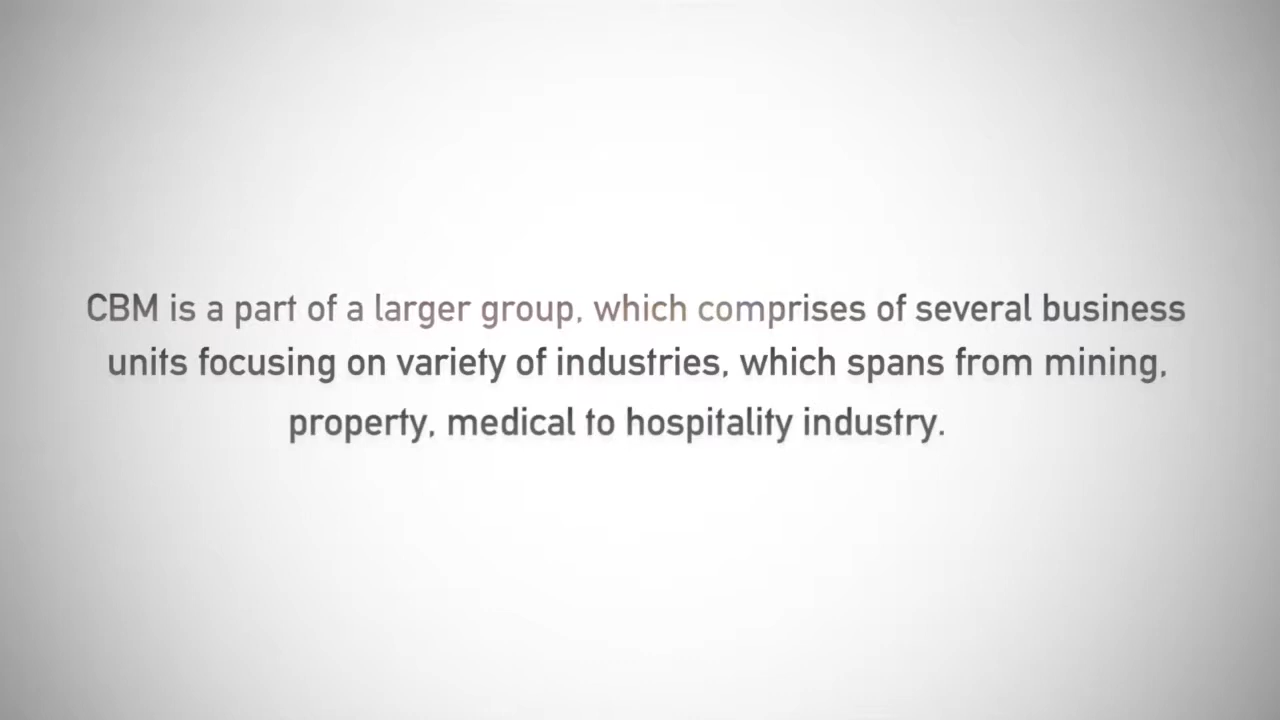 CBM is a part of a larger group, which comprises of several business
units focusing on variety of industries, which spans from mining,
property, medical to hospitality industry.